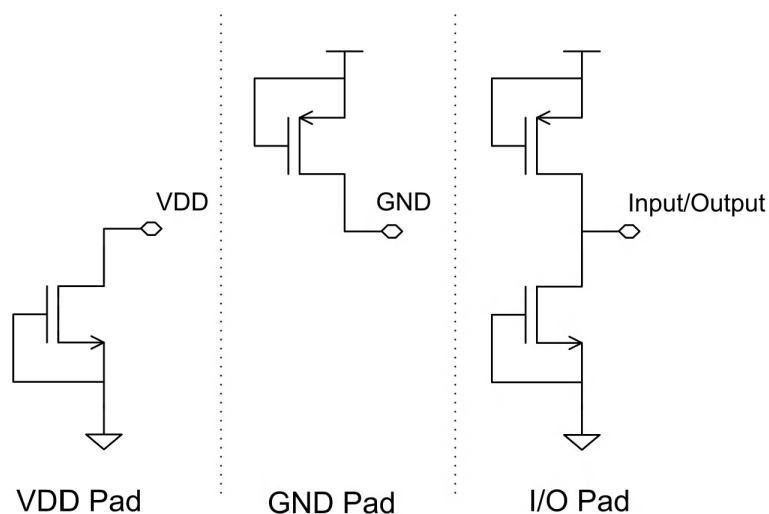 VDD
GND
Input/Output
VDD Pad
GND Pad
I/O Pad